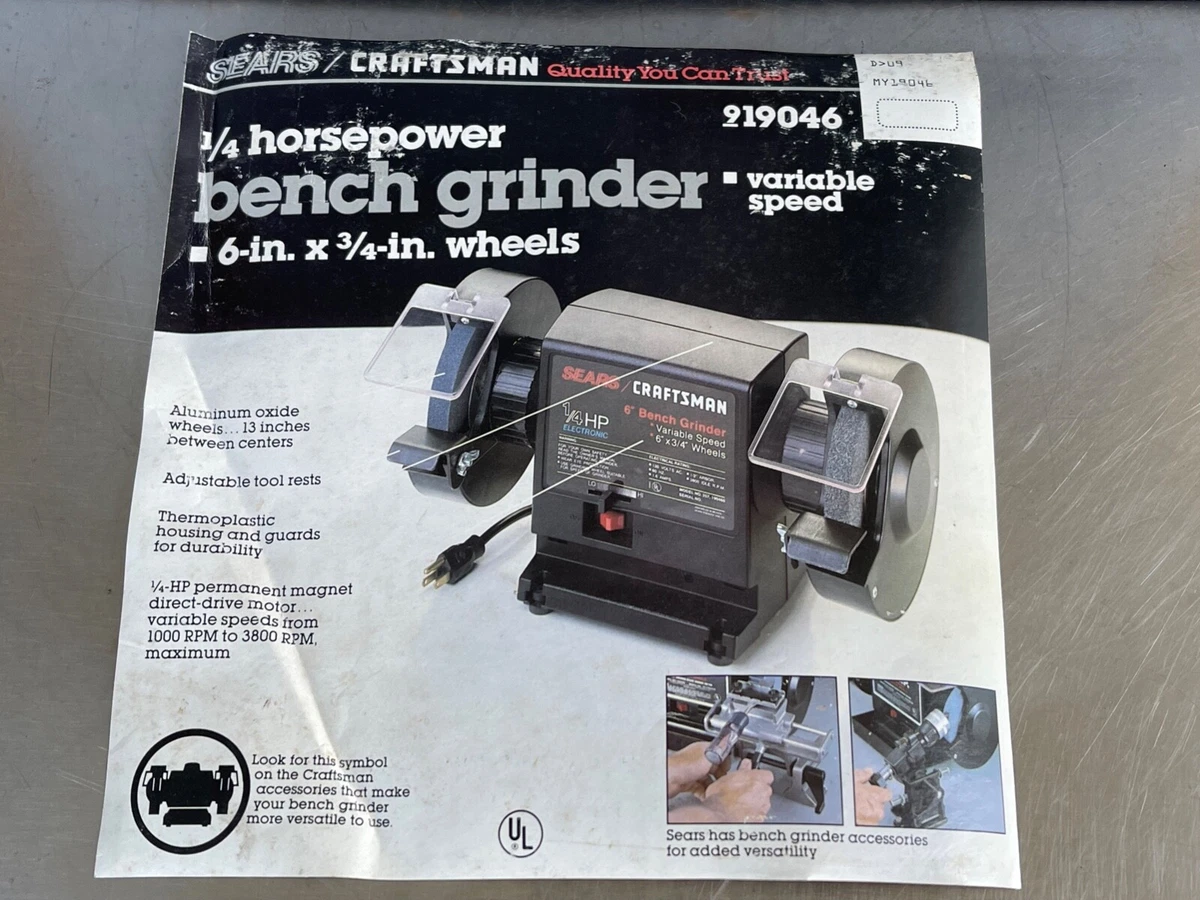 SEARS / CRAFTSMAN Quality You Can Trust
D>U9
MY19046
919046
1/4 horsepower
bench grinder
▪ variable
speed
▪ 6-in. x 3/4-in. wheels
SEARS / CRAFTSMAN
1/4 HP
ELECTRONIC
6" Bench Grinder
Variable Speed
6" x 3/4" Wheels
WARNING
ELECTRICAL RATING
LO
HI
Aluminum oxide
wheels...13 inches
between centers
Adjustable tool rests
Thermoplastic
housing and guards
for durability
1/4-HP permanent magnet
direct-drive motor...
variable speeds from
1000 RPM to 3800 RPM,
maximum
Look for this symbol
on the Craftsman
accessories that make
your bench grinder
more versatile to use.
UL
®
Sears has bench grinder accessories
for added versatility